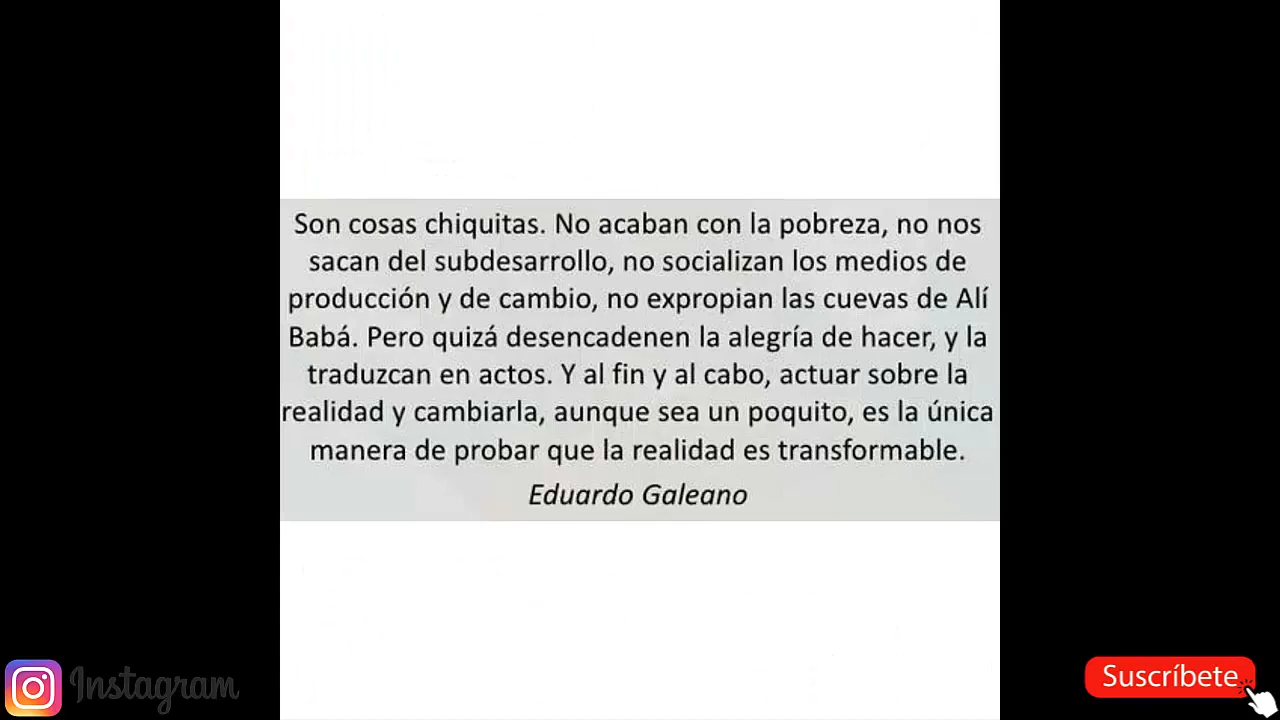 Son cosas chiquitas. No acaban con la pobreza, no nos
sacan del subdesarrollo, no socializan los medios de
producción y de cambio, no expropian las cuevas de Alí
Babá. Pero quizá desencadenen la alegría de hacer, y la
traduzcan en actos. Y al fin y al cabo, actuar sobre la
realidad y cambiarla, aunque sea un poquito, es la única
manera de probar que la realidad es transformable.
Eduardo Galeano
Instagram
Suscríbete